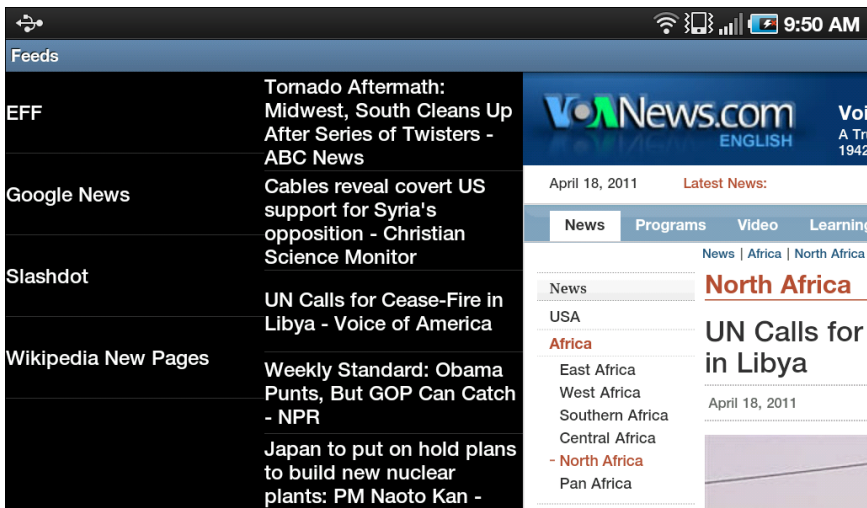 9:50 AM
Feeds
EFF
Google News
Slashdot
Wikipedia New Pages
Tornado Aftermath:
Midwest, South Cleans Up
After Series of Twisters -
ABC News
Cables reveal covert US
support for Syria's
opposition - Christian
Science Monitor
UN Calls for Cease-Fire in
Libya - Voice of America
Weekly Standard: Obama
Punts, But GOP Can Catch
- NPR
Japan to put on hold plans
to build new nuclear
plants: PM Naoto Kan -
VOANews.com
ENGLISH
Voi
A Tr
1942
April 18, 2011 Latest News:
News Programs Video Learning
News | Africa | North Africa
News
USA
Africa
East Africa
West Africa
Southern Africa
Central Africa
- North Africa
Pan Africa
North Africa
UN Calls for
in Libya
April 18, 2011